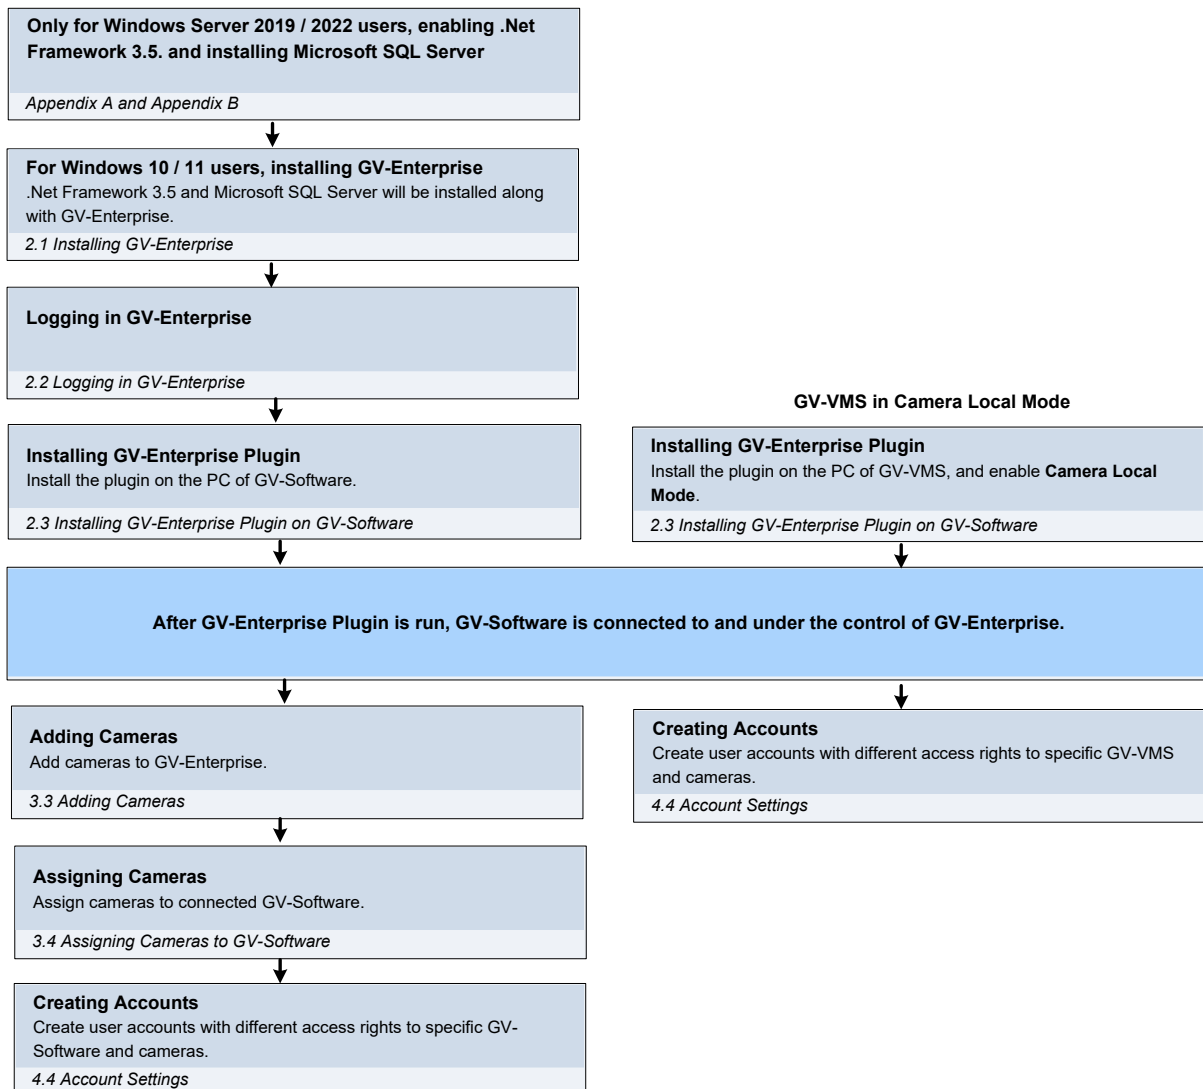 Only for Windows Server 2019 / 2022 users, enabling .Net
Framework 3.5. and installing Microsoft SQL Server
Appendix A and Appendix B
For Windows 10 / 11 users, installing GV-Enterprise
.Net Framework 3.5 and Microsoft SQL Server will be installed along
with GV-Enterprise.
2.1 Installing GV-Enterprise
Logging in GV-Enterprise
2.2 Logging in GV-Enterprise
Installing GV-Enterprise Plugin
Install the plugin on the PC of GV-Software.
2.3 Installing GV-Enterprise Plugin on GV-Software
GV-VMS in Camera Local Mode
Installing GV-Enterprise Plugin
Install the plugin on the PC of GV-VMS, and enable Camera Local
Mode.
2.3 Installing GV-Enterprise Plugin on GV-Software
After GV-Enterprise Plugin is run, GV-Software is connected to and under the control of GV-Enterprise.
Adding Cameras
Add cameras to GV-Enterprise.
3.3 Adding Cameras
Assigning Cameras
Assign cameras to connected GV-Software.
3.4 Assigning Cameras to GV-Software
Creating Accounts
Create user accounts with different access rights to specific GV-
Software and cameras.
4.4 Account Settings
Creating Accounts
Create user accounts with different access rights to specific GV-VMS
and cameras.
4.4 Account Settings